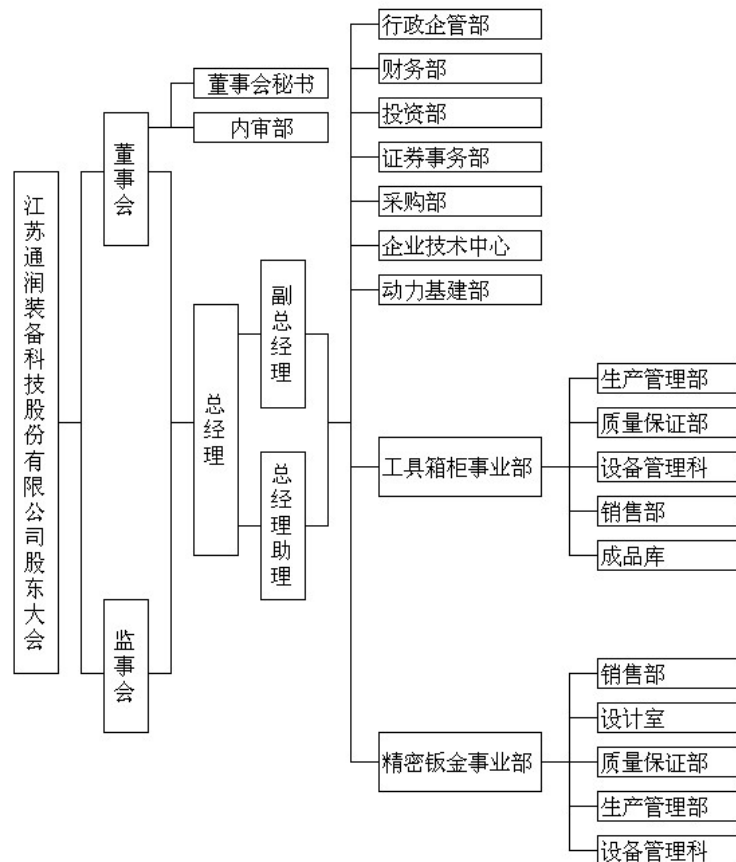 江苏通润装备科技股份有限公司股东大会
董事会
监事会
董事会秘书
内审部
总经理
副总经理
总经理助理
行政企管部
财务部
投资部
证券事务部
采购部
企业技术中心
动力基建部
工具箱柜事业部
生产管理部
质量保证部
设备管理科
销售部
成品库
精密钣金事业部
销售部
设计室
质量保证部
生产管理部
设备管理科